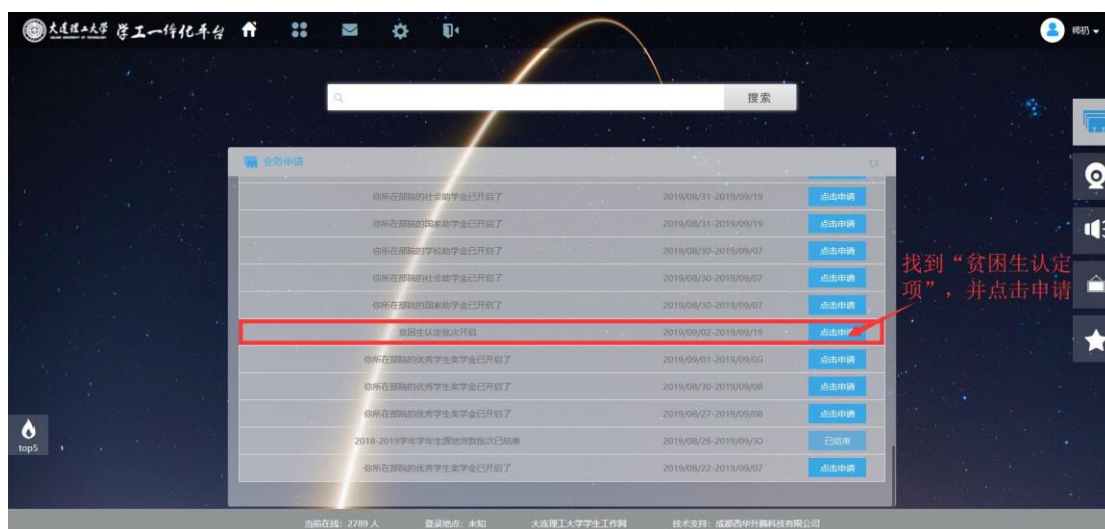 大连理工大学 学工一体化平台
师初
搜索
业务申请
你所在部院的社会助学金已开启了 2019/08/31-2019/09/19 点击申请
你所在部院的国家助学金已开启了 2019/08/31-2019/09/19 点击申请
你所在部院的学校助学金已开启了 2019/08/30-2019/09/07 点击申请
你所在部院的社会助学金已开启了 2019/08/30-2019/09/07 点击申请
你所在部院的国家助学金已开启了 2019/08/30-2019/09/07 点击申请
贫困生认定批次开启 2019/09/02-2019/09/19 点击申请
你所在部院的优秀学生奖学金已开启了 2019/09/01-2019/09/08 点击申请
你所在部院的优秀学生奖学金已开启了 2019/08/30-2019/09/08 点击申请
你所在部院的优秀学生奖学金已开启了 2019/08/27-2019/09/08 点击申请
2018-2019学年学年生源地贷款批次已结束 2019/08/26-2019/09/30 已结束
你所在部院的优秀学生奖学金已开启了 2019/08/22-2019/09/07 点击申请
找到“贫困生认定
项”，并点击申请
top5
当前在线：2789 人 登录地点：未知 大连理工大学学生工作网 技术支持：成都西华升腾科技有限公司